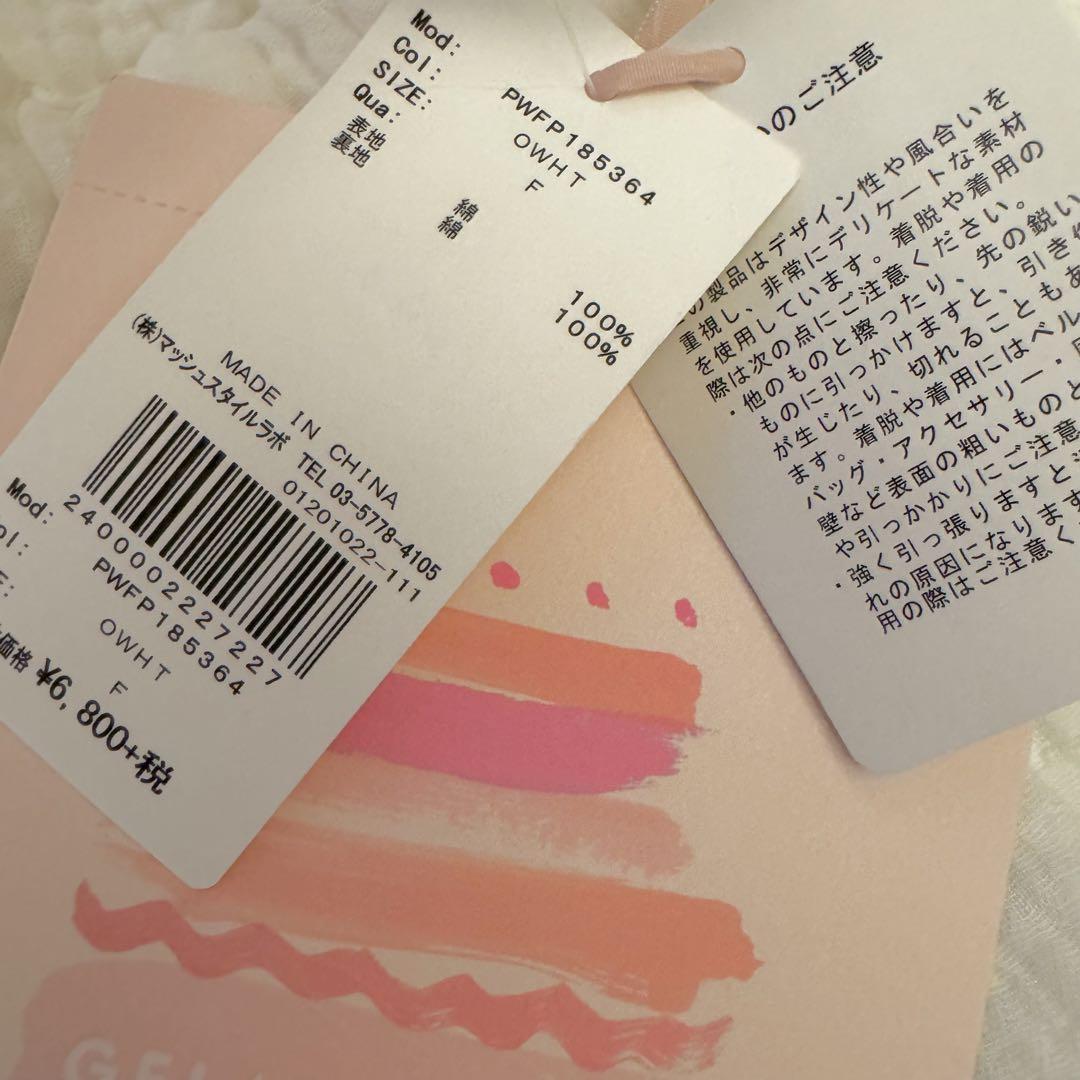 Mod: PWFP185364
Col: OWHT
SIZE: F
Qua:
表地 綿 100%
裏地 綿 100%
MADE IN CHINA
(株)マッシュスタイルラボ TEL 03-5778-4105
01201022-111
2400002227227
Mod: PWFP185364
OWHT
F
価格 ¥6,800+税
のご注意
製品はデザイン性や風合いを
重視し、非常にデリケートな素材
を使用しています。着脱や着用の
際は次の点にご注意ください。
・他のものと擦ったり、先の鋭い
ものに引っかけますと、引き
が生じたり、切れることもあ
ます。着脱や着用にはベル
バッグ・アクセサリー・
壁など表面の粗いものと
や引っかかりにご注意
・強く引っ張りますと
れの原因になります
用の際はご注意く